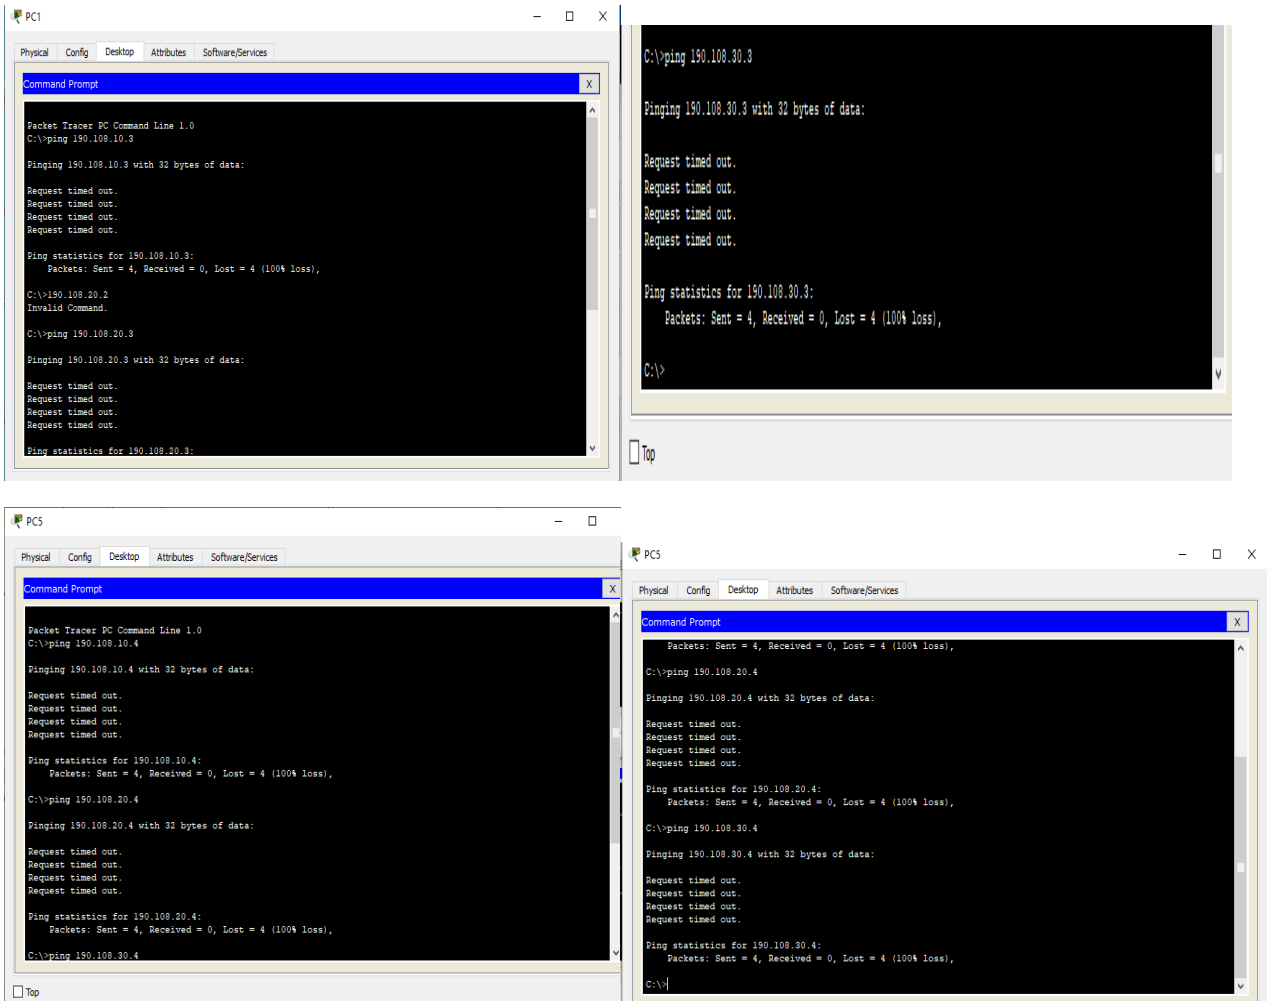 PC1
Physical Config Desktop Attributes Software/Services
Command Prompt X
Packet Tracer PC Command Line 1.0
C:\>ping 190.108.10.3
Pinging 190.108.10.3 with 32 bytes of data:
Request timed out.
Request timed out.
Request timed out.
Request timed out.
Ping statistics for 190.108.10.3:
Packets: Sent = 4, Received = 0, Lost = 4 (100% loss),
C:\>190.108.20.2
Invalid Command.
C:\>ping 190.108.20.3
Pinging 190.108.20.3 with 32 bytes of data:
Request timed out.
Request timed out.
Request timed out.
Request timed out.
Ping statistics for 190.108.20.3:
C:\>ping 190.108.30.3
Pinging 190.108.30.3 with 32 bytes of data:
Request timed out.
Request timed out.
Request timed out.
Request timed out.
Ping statistics for 190.108.30.3:
Packets: Sent = 4, Received = 0, Lost = 4 (100% loss),
C:\>
Top
PC5
Physical Config Desktop Attributes Software/Services
Command Prompt X
Packet Tracer PC Command Line 1.0
C:\>ping 190.108.10.4
Pinging 190.108.10.4 with 32 bytes of data:
Request timed out.
Request timed out.
Request timed out.
Request timed out.
Ping statistics for 190.108.10.4:
Packets: Sent = 4, Received = 0, Lost = 4 (100% loss),
C:\>ping 190.108.20.4
Pinging 190.108.20.4 with 32 bytes of data:
Request timed out.
Request timed out.
Request timed out.
Request timed out.
Ping statistics for 190.108.20.4:
Packets: Sent = 4, Received = 0, Lost = 4 (100% loss),
C:\>ping 190.108.30.4
Top
PC5
Physical Config Desktop Attributes Software/Services
Command Prompt X
Packets: Sent = 4, Received = 0, Lost = 4 (100% loss),
C:\>ping 190.108.20.4
Pinging 190.108.20.4 with 32 bytes of data:
Request timed out.
Request timed out.
Request timed out.
Request timed out.
Ping statistics for 190.108.20.4:
Packets: Sent = 4, Received = 0, Lost = 4 (100% loss),
C:\>ping 190.108.30.4
Pinging 190.108.30.4 with 32 bytes of data:
Request timed out.
Request timed out.
Request timed out.
Request timed out.
Ping statistics for 190.108.30.4:
Packets: Sent = 4, Received = 0, Lost = 4 (100% loss),
C:\>